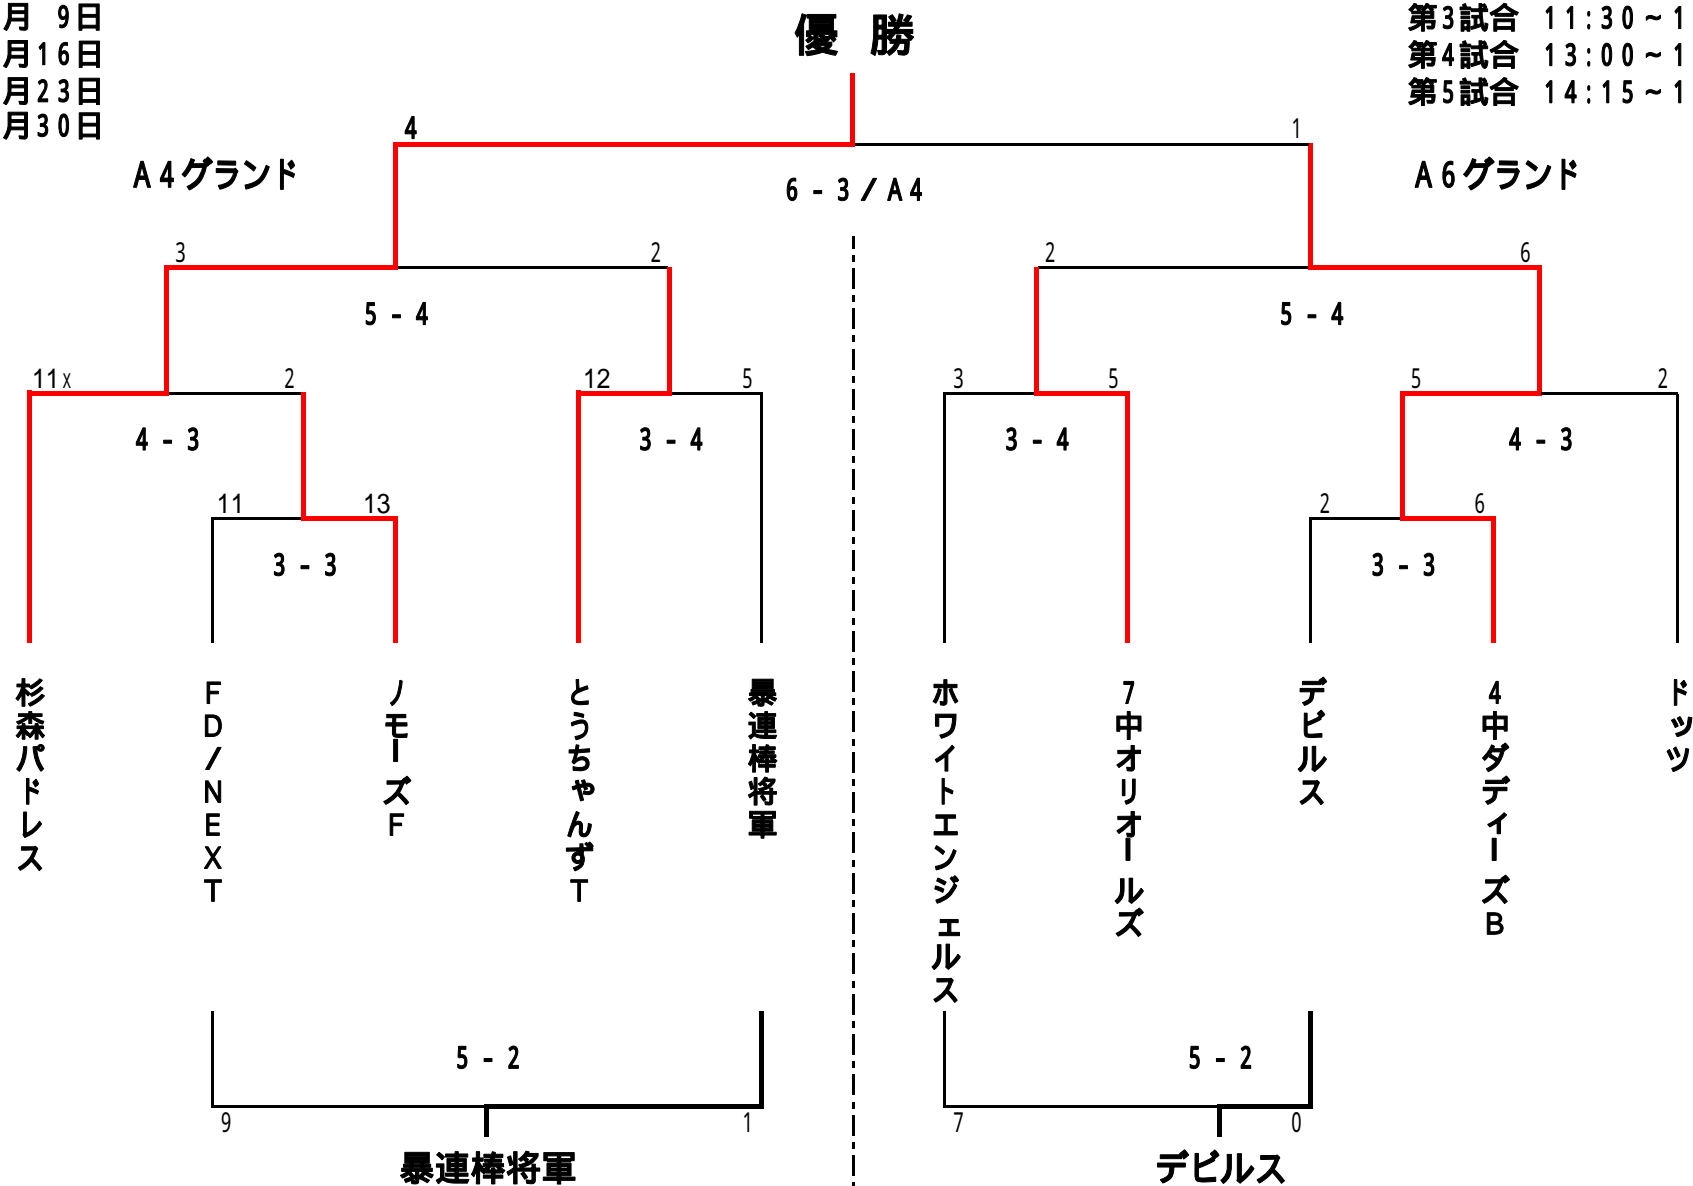 月　9日
月16日
月23日
月30日
優　勝
第3試合　11:30～1
第4試合　13:00～1
第5試合　14:15～1
4
1
A4グランド
6－3/A4
A6グランド
3
2
2
6
5－4
5－4
11x
2
12
5
3
5
5
2
4－3
3－4
3－4
4－3
11
13
2
6
3－3
3－3
杉森パドレス
FD/NEXT
ノモーズF
とうちゃんずT
暴連棒将軍
ホワイトエンジェルス
7中オリオールズ
デビルス
4中ダディーズB
ドッツ
5－2
5－2
9
1
7
0
暴連棒将軍
デビルス